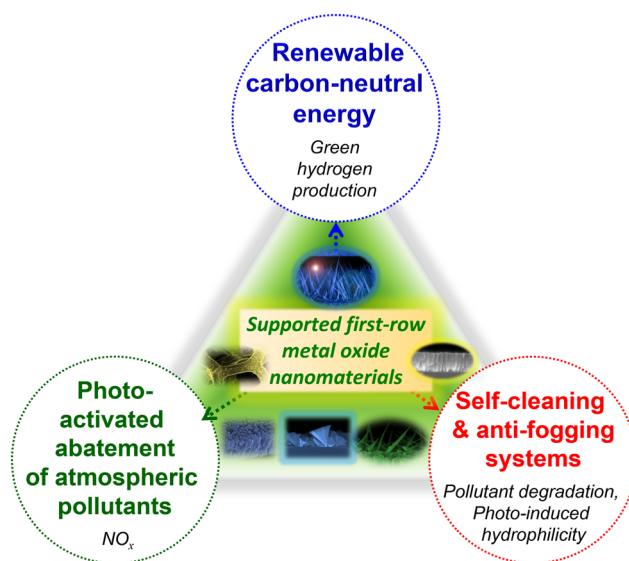 Renewable
carbon-neutral
energy
Green
hydrogen
production
Supported first-row
metal oxide
nanomaterials
Photo-
activated
abatement
of atmospheric
pollutants
NOx
Self-cleaning
& anti-fogging
systems
Pollutant degradation,
Photo-induced
hydrophilicity